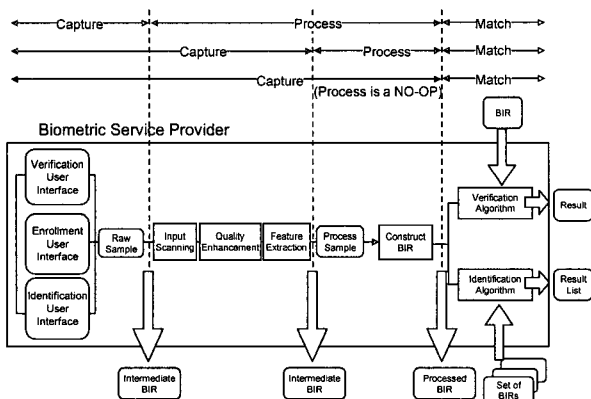 Capture Process Match
Capture Process Match
Capture Match
(Process is a NO-OP)
Biometric Service Provider
BIR
Verification
User
Interface
Enrollment
User
Interface
Identification
User
Interface
Raw
Sample
Input
Scanning
Quality
Enhancement
Feature
Extraction
Process
Sample
Construct
BIR
Verification
Algorithm
Result
Identification
Algorithm
Result
List
Intermediate
BIR
Intermediate
BIR
Processed
BIR
Set of
BIRs